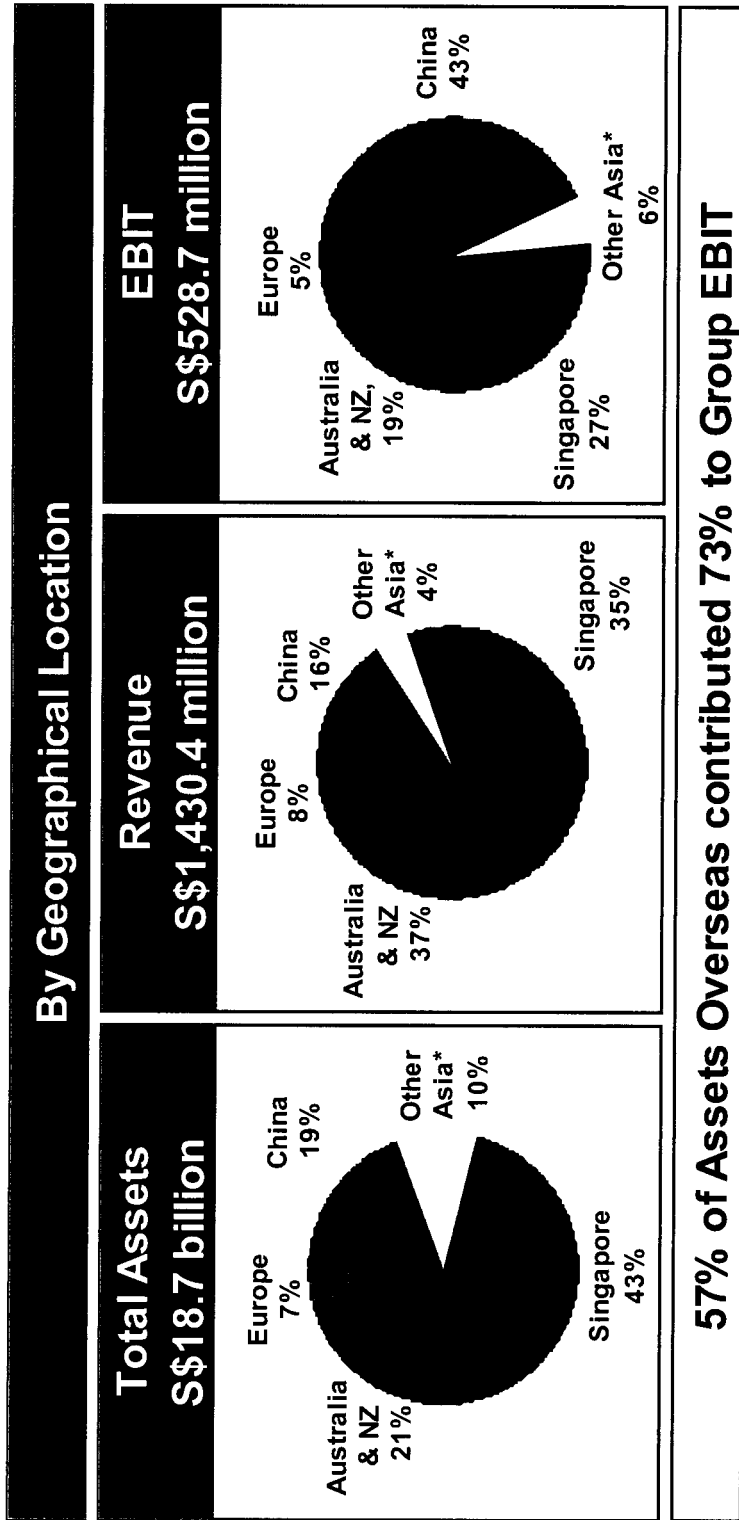 By Geographical Location
Total Assets
S$18.7 billion
Europe
7%
China
19%
Australia
& NZ
21%
Other
Asia*
10%
Singapore
43%
Revenue
S$1,430.4 million
Europe
8%
China
16%
Other
Asia*
4%
Australia
& NZ
37%
Singapore
35%
EBIT
S$528.7 million
Europe
5%
Australia
& NZ,
19%
China
43%
Singapore
27%
Other Asia*
6%
57% of Assets Overseas contributed 73% to Group EBIT